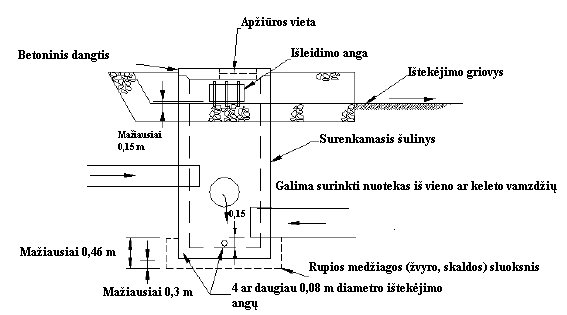 Apžiūros vieta
Išleidimo anga
Betoninis dangtis
Ištekėjimo griovys
Mažiausiai
0,15 m
Surenkamasis šulinys
Galima surinkti nuotekas iš vieno ar keleto vamzdžių
0,15
Mažiausiai 0,46 m
Rupios medžiagos (žvyro, skaldos) sluoksnis
Mažiausiai 0,3 m
4 ar daugiau 0,08 m diametro ištekėjimo
angų